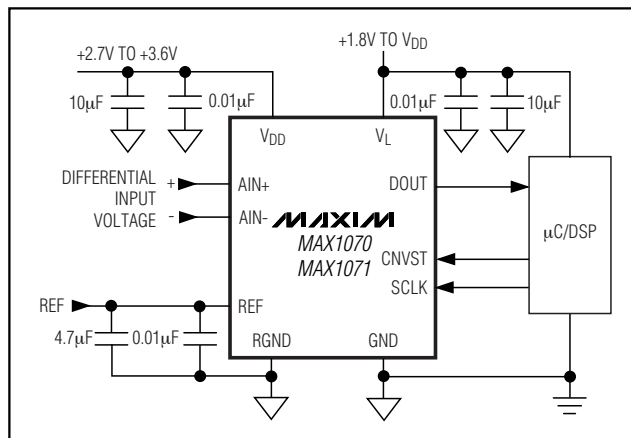 +2.7V TO +3.6V
+1.8V TO VDD
10μF
0.01μF
0.01μF
10μF
VDD
VL
DIFFERENTIAL
INPUT
VOLTAGE
+
-
AIN+
AIN-
DOUT
μC/DSP
MAXIM
MAX1070
MAX1071
CNVST
SCLK
REF
REF
4.7μF
0.01μF
RGND
GND